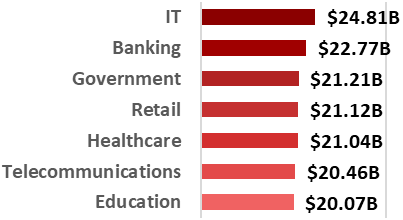 IT $24.81B
Banking $22.77B
Government $21.21B
Retail $21.12B
Healthcare $21.04B
Telecommunications $20.46B
Education $20.07B